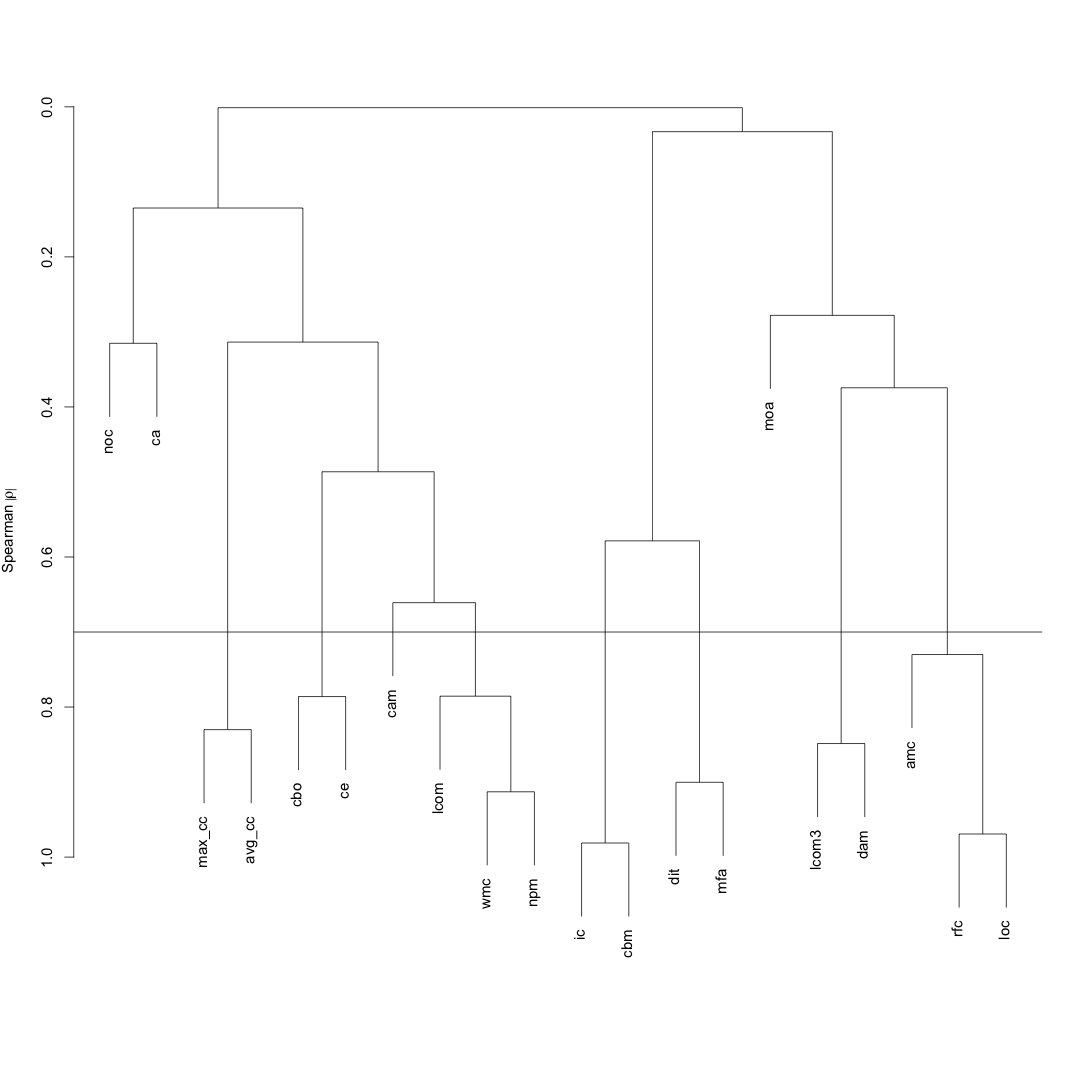 Spearman |ρ|
0.0
0.2
0.4
0.6
0.8
1.0
noc
ca
max_cc
avg_cc
cbo
ce
cam
lcom
wmc
npm
ic
cbm
dit
mfa
moa
lcom3
dam
amc
rfc
loc